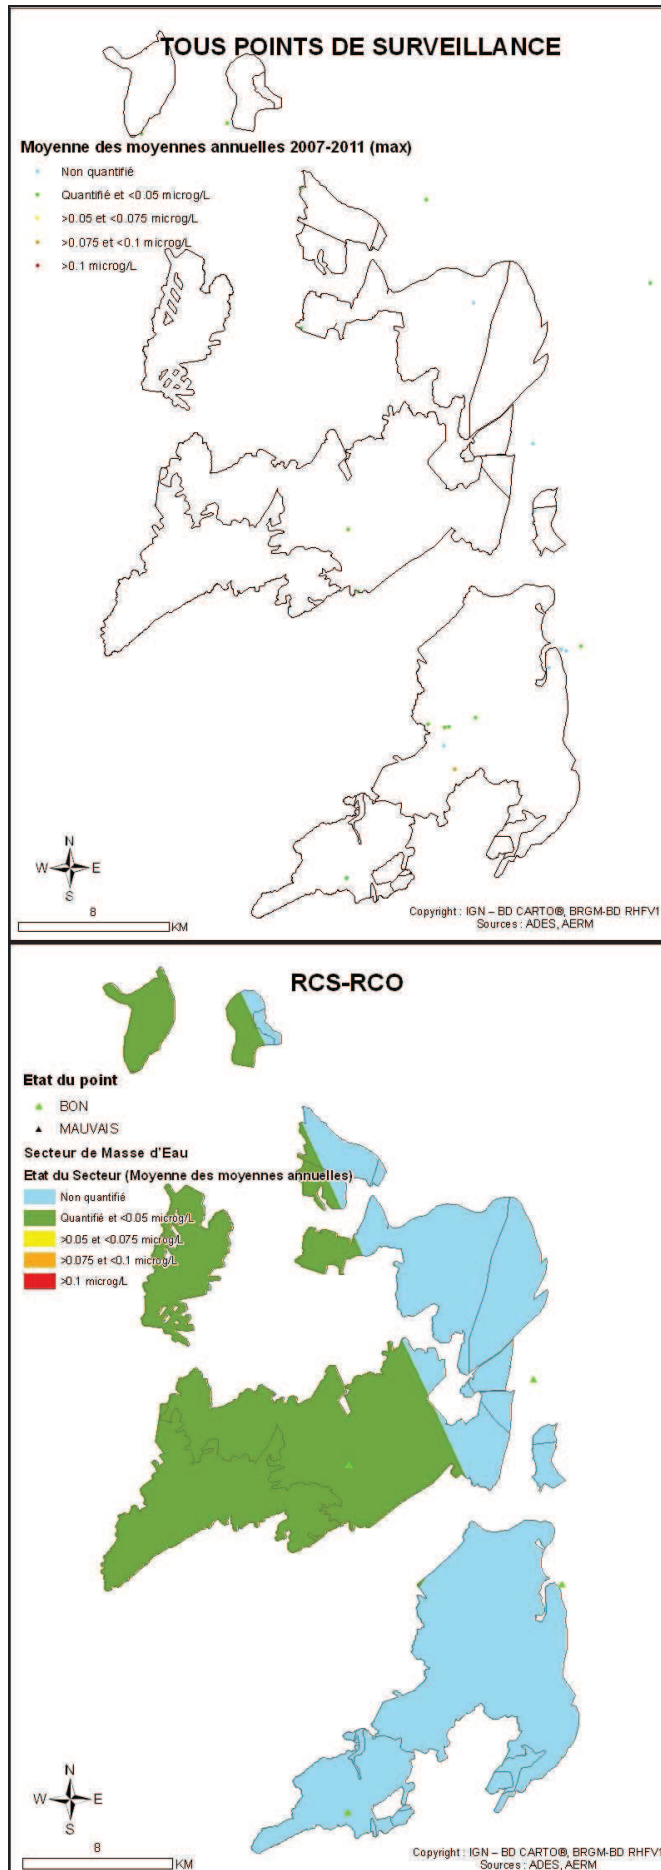 TOUS POINTS DE SURVEILLANCE
Moyenne des moyennes annuelles 2007-2011 (max)
Non quantifié
Quantifié et <0.05 microg/L
>0.05 et <0.075 microg/L
>0.075 et <0.1 microg/L
>0.1 microg/L
N
W E
S
8
KM
Copyright : IGN – BD CARTO®, BRGM-BD RHFV1
Sources : ADES, AERM
RCS-RCO
Etat du point
BON
MAUVAIS
Secteur de Masse d'Eau
Etat du Secteur (Moyenne des moyennes annuelles)
Non quantifié
Quantifié et <0.05 microg/L
>0.05 et <0.075 microg/L
>0.075 et <0.1 microg/L
>0.1 microg/L
N
W E
S
8
KM
Copyright : IGN – BD CARTO®, BRGM-BD RHFV1
Sources : ADES, AERM